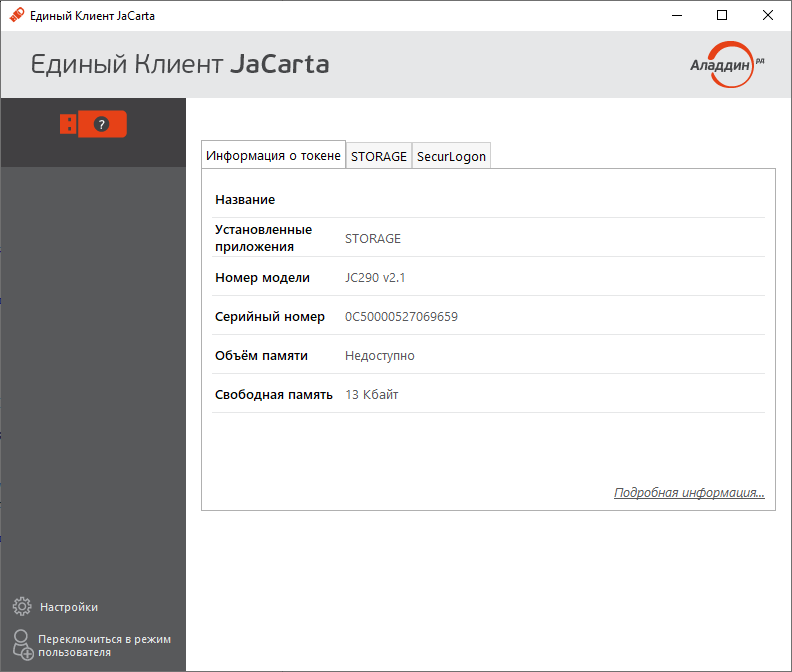 Единый Клиент JaCarta
Единый Клиент JaCarta
Аладдин РД
?
Информация о токене STORAGE SecurLogon
Название
Установленные
приложения STORAGE
Номер модели JC290 v2.1
Серийный номер 0C50000527069659
Объём памяти Недоступно
Свободная память 13 Кбайт
Подробная информация...
Настройки
Переключиться в режим
пользователя